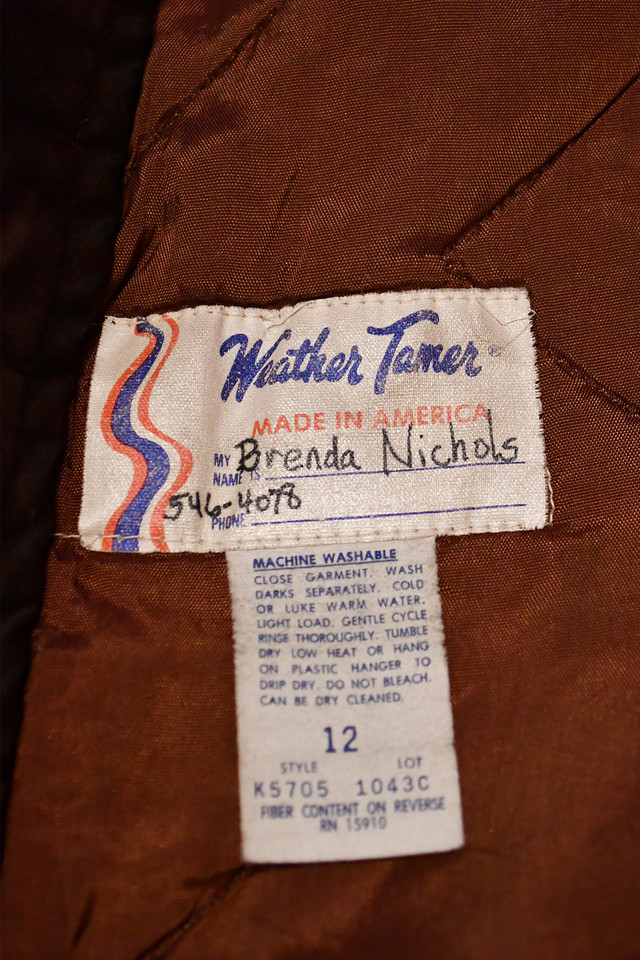 Weather Tamer®
MADE IN AMERICA
MY
NAME IS Brenda Nichols
546-4078
PHONE
MACHINE WASHABLE
CLOSE GARMENT. WASH
DARKS SEPARATELY. COLD
OR LUKE WARM WATER.
LIGHT LOAD. GENTLE CYCLE
RINSE THOROUGHLY. TUMBLE
DRY LOW HEAT OR HANG
ON PLASTIC HANGER TO
DRIP DRY. DO NOT BLEACH.
CAN BE DRY CLEANED.
12
STYLE LOT
K5705 1043C
FIBER CONTENT ON REVERSE
RN 15910